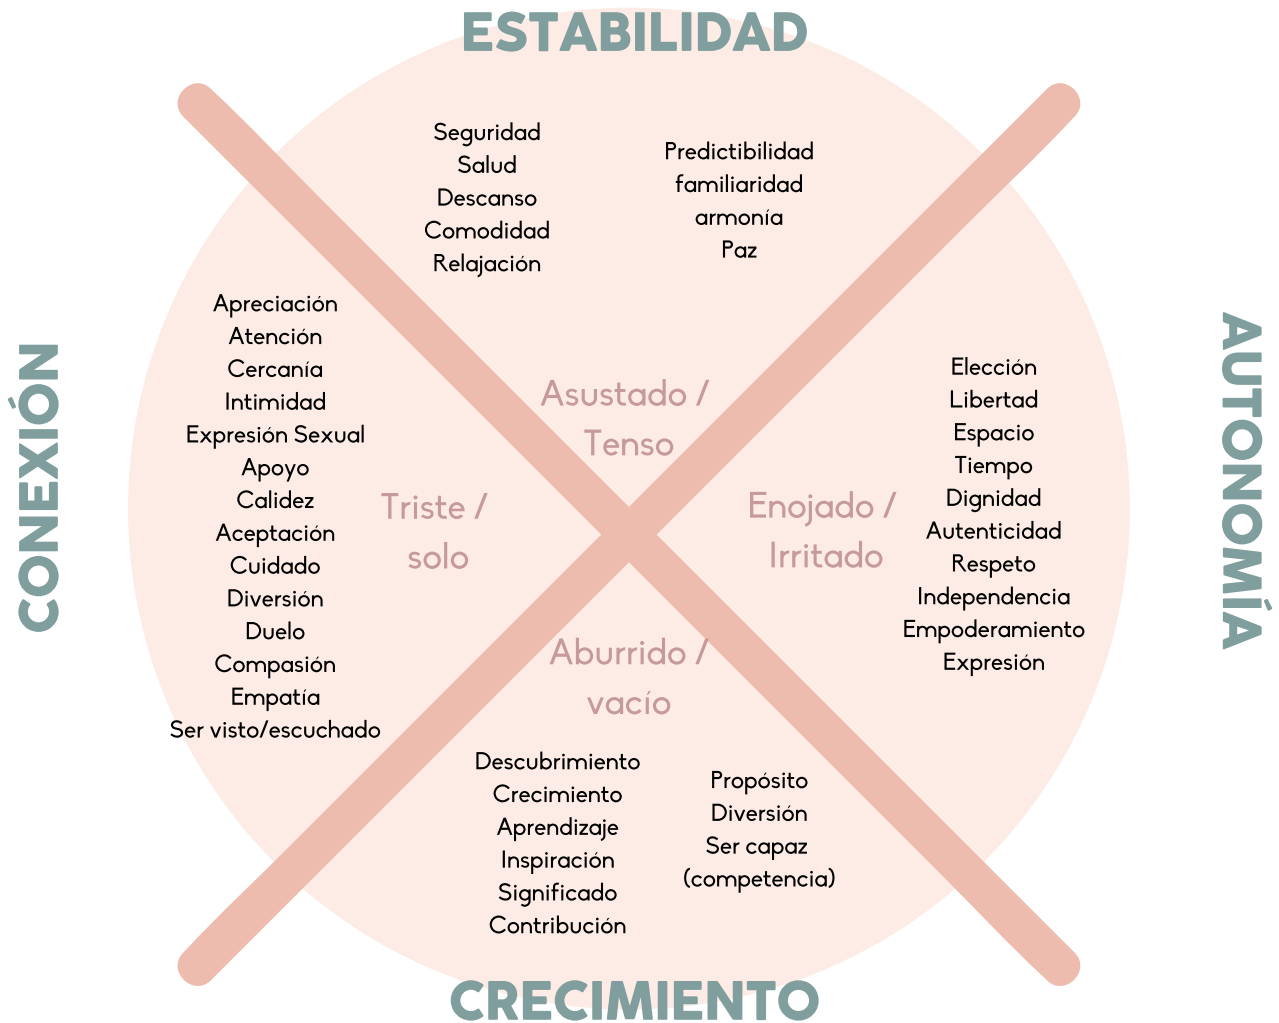 ESTABILIDAD
Seguridad
Salud
Descanso
Comodidad
Relajación
Predictibilidad
familiaridad
armonía
Paz
Asustado /
Tenso
CONEXIÓN
Apreciación
Atención
Cercanía
Intimidad
Expresión Sexual
Apoyo
Calidez
Aceptación
Cuidado
Diversión
Duelo
Compasión
Empatía
Ser visto/escuchado
Triste /
solo
Enojado /
Irritado
Elección
Libertad
Espacio
Tiempo
Dignidad
Autenticidad
Respeto
Independencia
Empoderamiento
Expresión
AUTONOMÍA
Aburrido /
vacío
Descubrimiento
Crecimiento
Aprendizaje
Inspiración
Significado
Contribución
Propósito
Diversión
Ser capaz
(competencia)
CRECIMIENTO